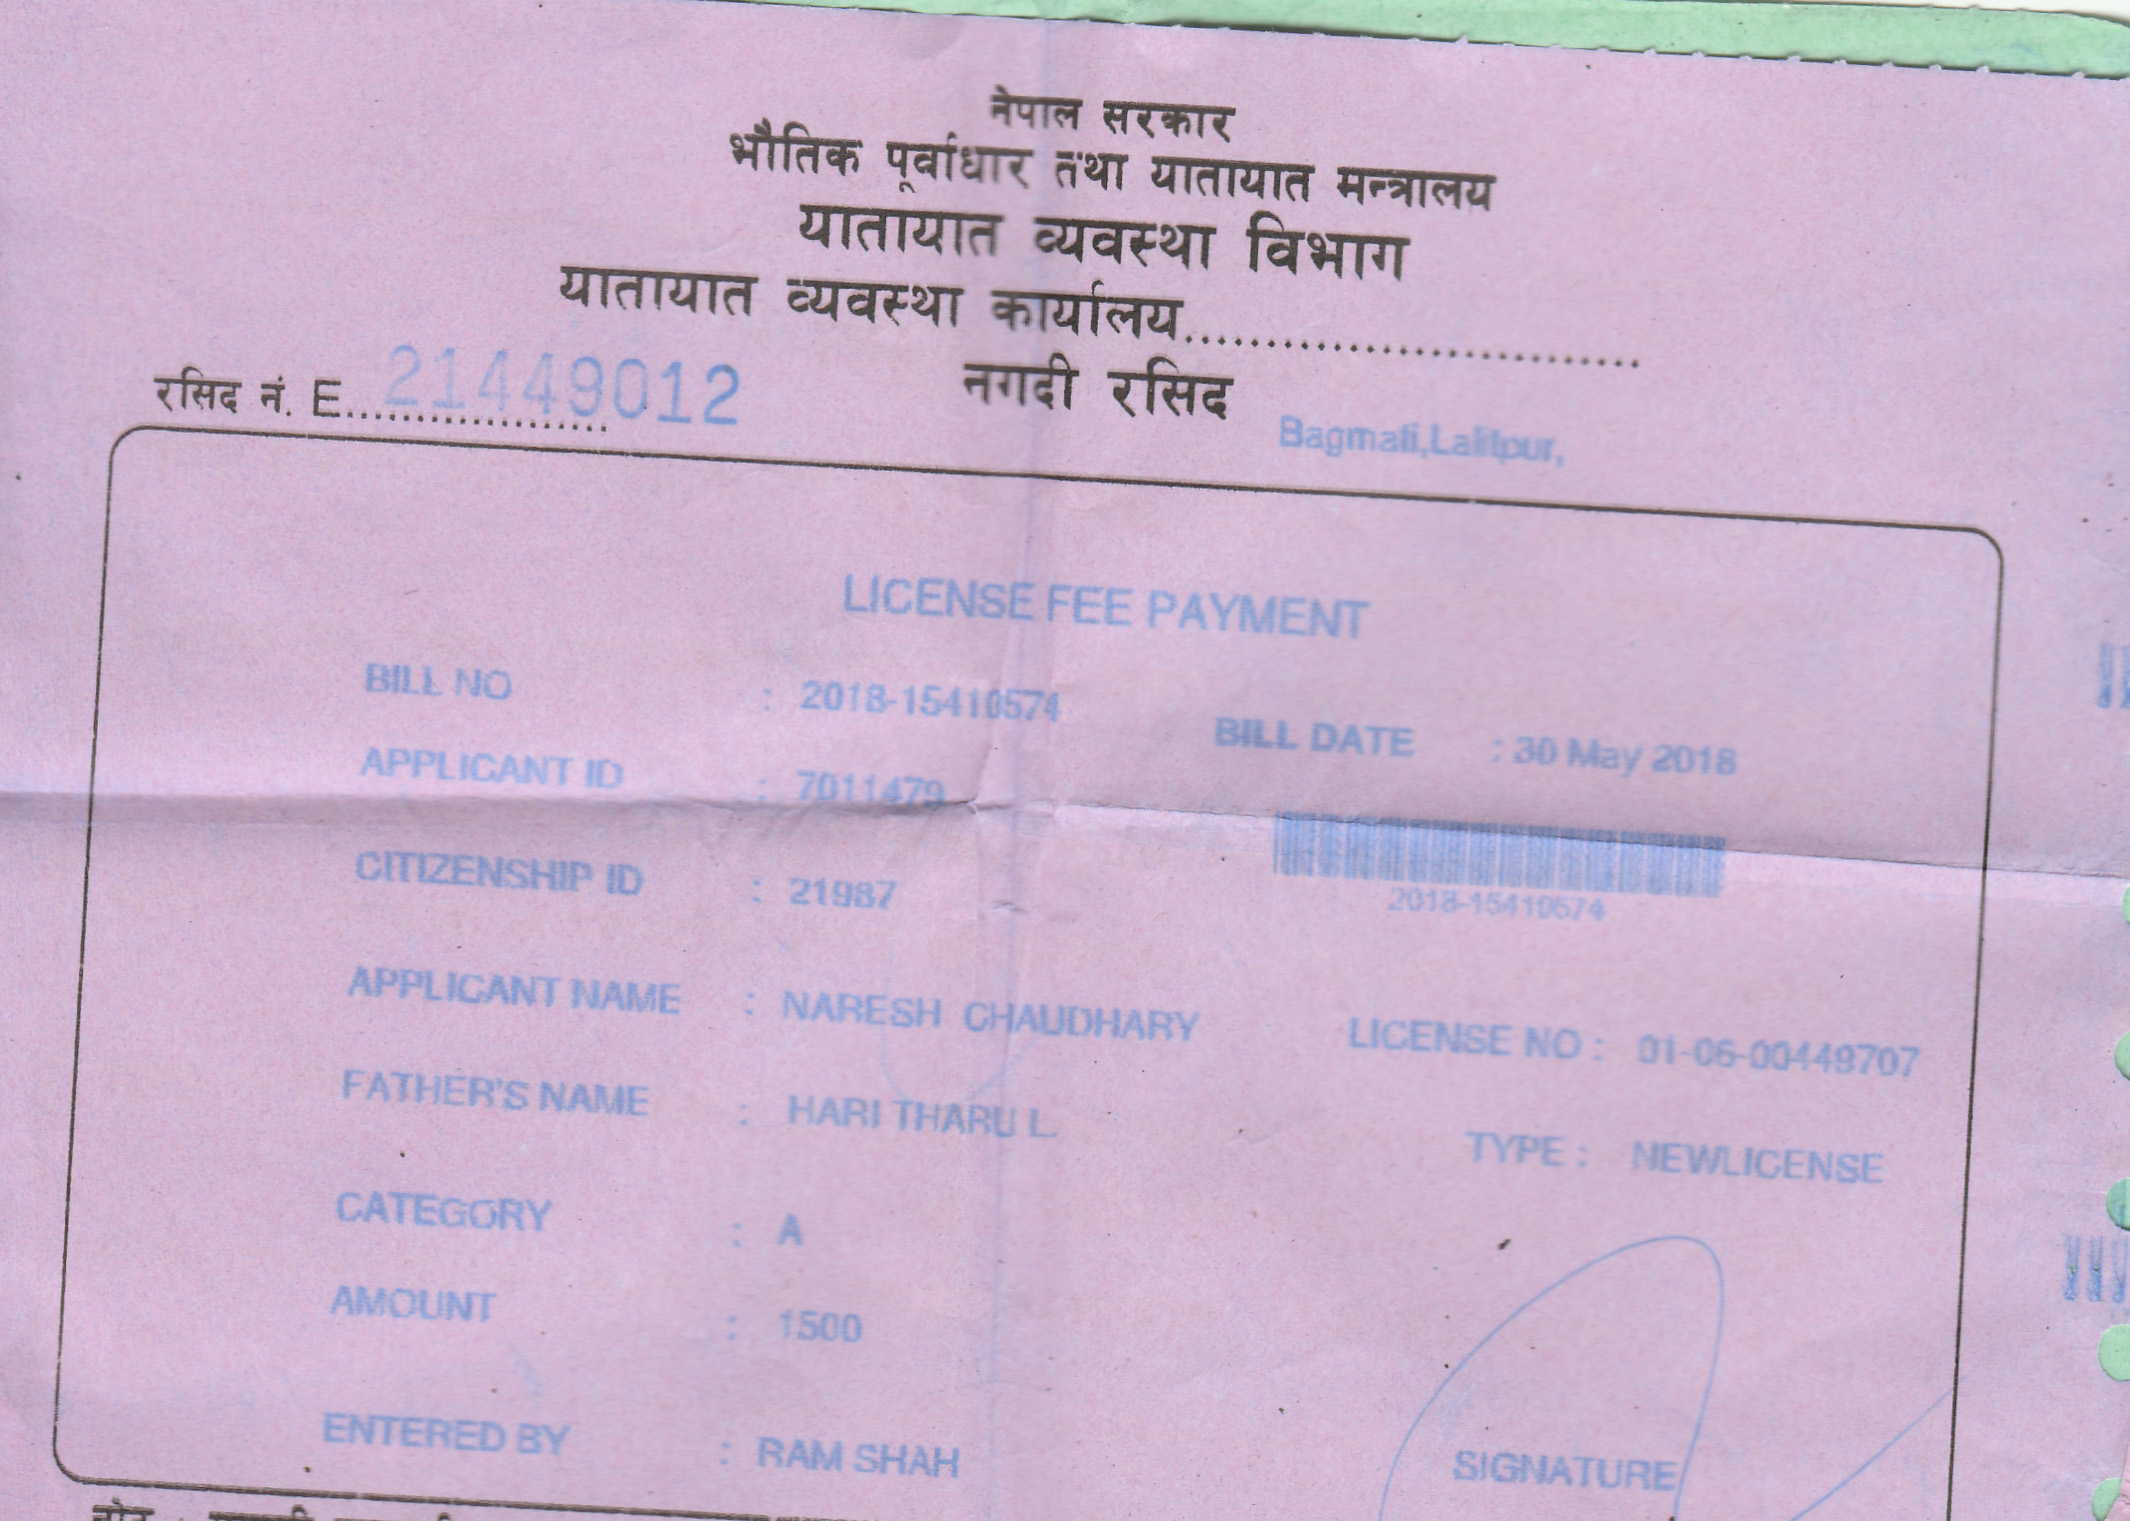 नेपाल सरकार
भौतिक पूर्वाधार तथा यातायात मन्त्रालय
यातायात व्यवस्था विभाग
यातायात व्यवस्था कार्यालय..............................
रसिद नं. E.................... 21449012
नगदी रसिद
Bagmati,Lalitpur,
LICENSE FEE PAYMENT
BILL NO : 2018-15410574
BILL DATE : 30 May 2018
APPLICANT ID : 7011479
CITIZENSHIP ID : 21987
2018-15410574
APPLICANT NAME : NARESH CHAUDHARY
LICENSE NO : 01-06-00449707
FATHER'S NAME : HARI THARU L.
TYPE : NEWLICENSE
CATEGORY : A
AMOUNT : 1500
ENTERED BY : RAM SHAH
SIGNATURE